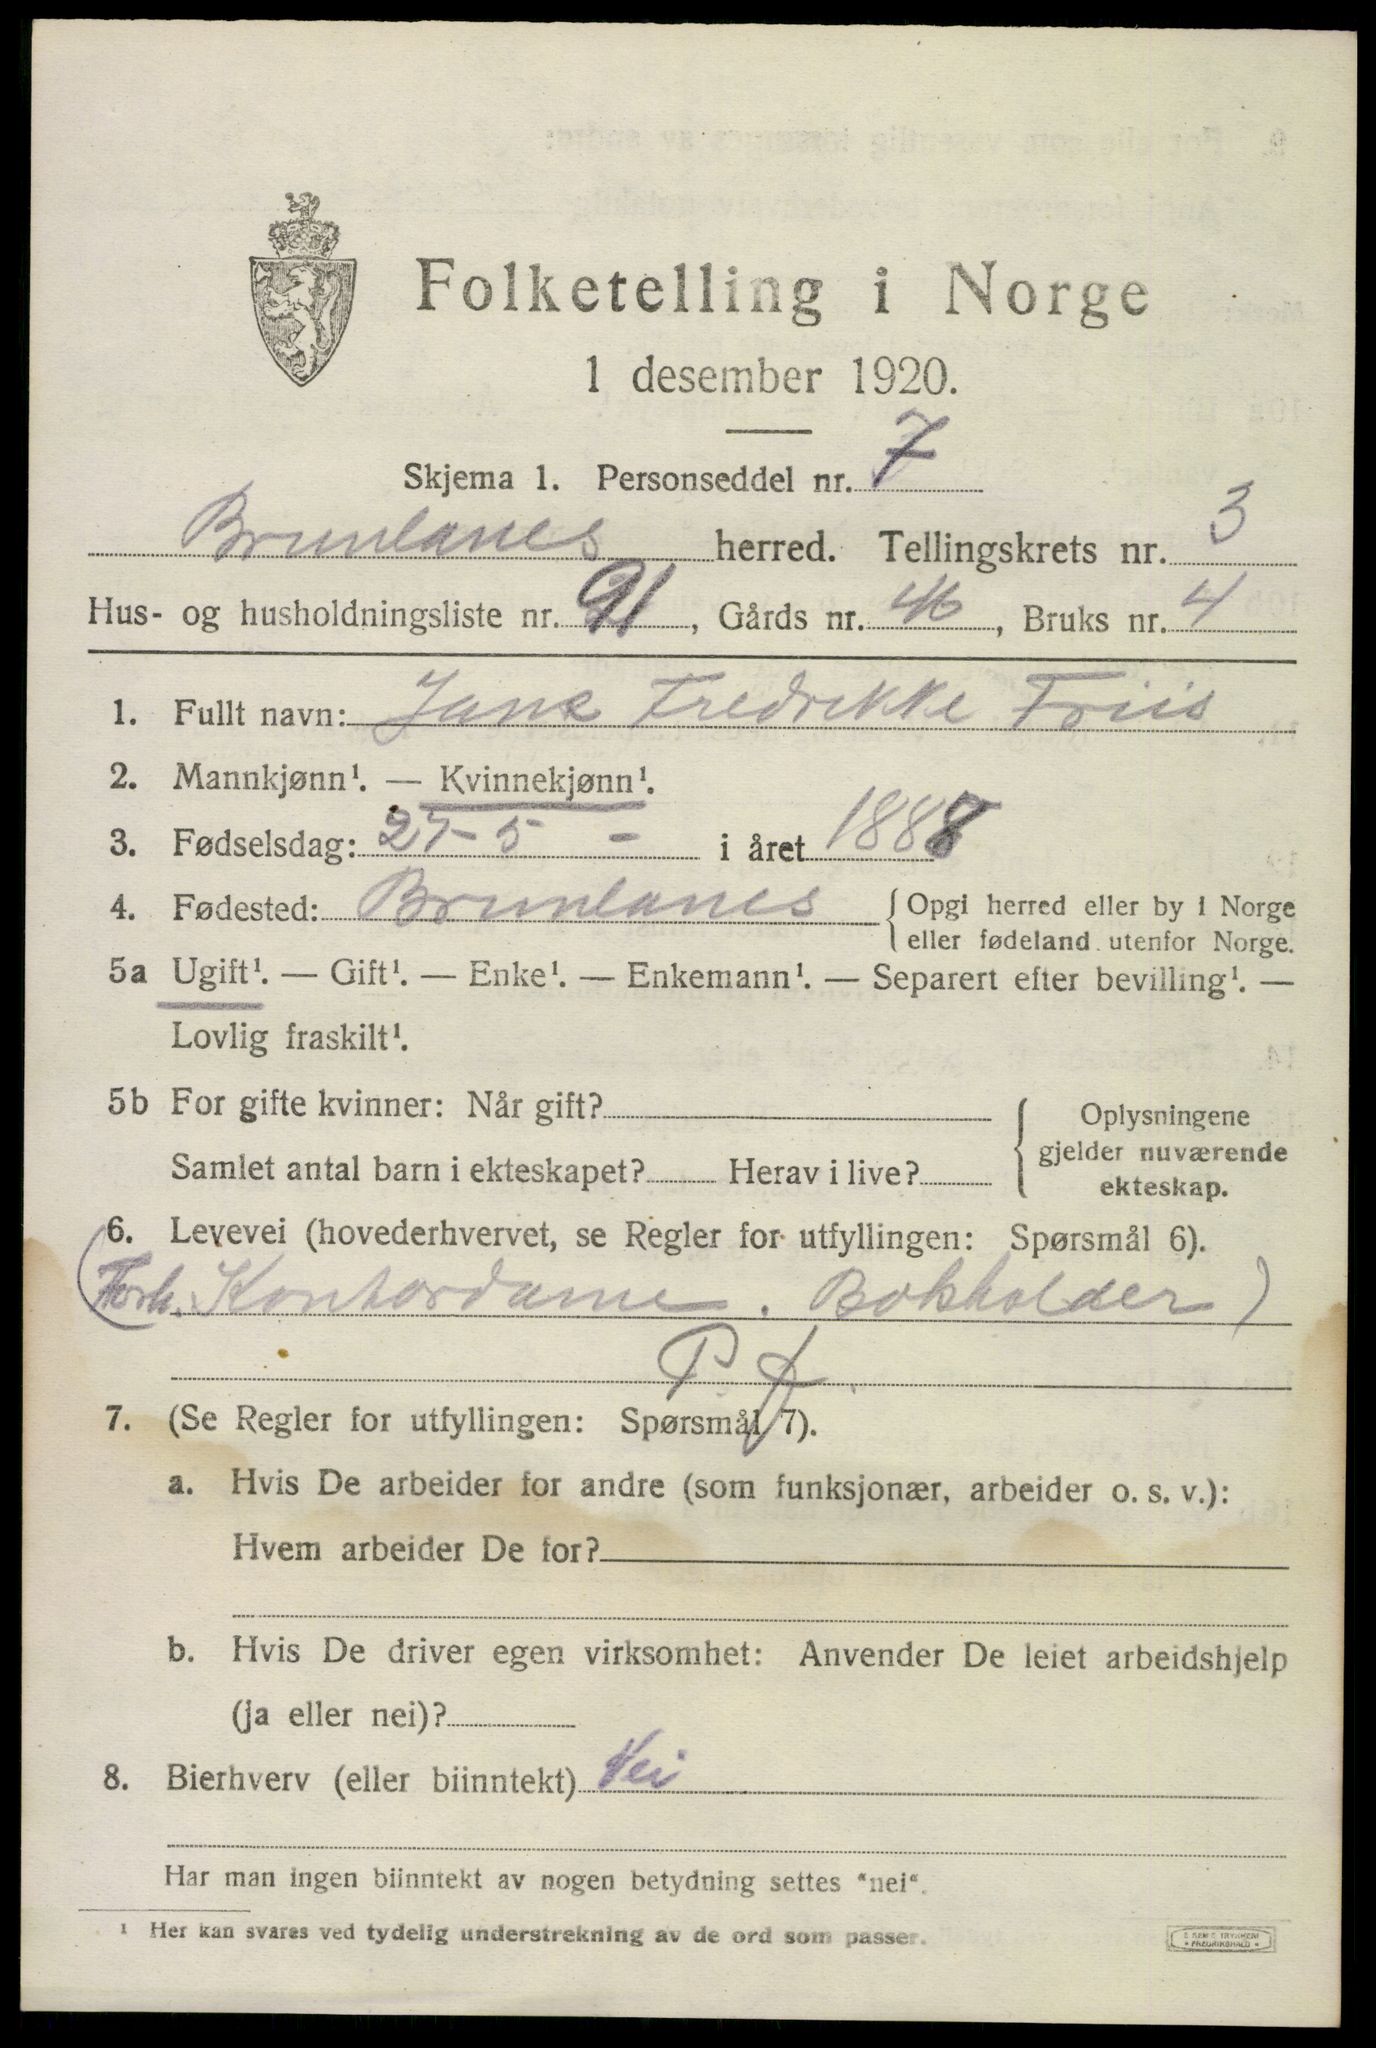 Folketelling i Norge
1 desember 1920.
Skjema 1. Personseddel nr. 7
Brunlanes herred. Tellingskrets nr. 3
Hus- og husholdningsliste nr. 91, Gårds nr. 46, Bruks nr. 4
1. Fullt navn: Jane Fredrikke Friis
2. Mannkjønn¹. — Kvinnekjønn¹.
3. Fødselsdag: 27-5 - i året 1888
4. Fødested: Brunlanes { Opgi herred eller by i Norge
eller fødeland utenfor Norge.
5a Ugift¹. — Gift¹. — Enke¹. — Enkemann¹. — Separert efter bevilling¹. —
Lovlig fraskilt¹.
5b For gifte kvinner: Når gift? { Oplysningene
gjelder nuværende
Samlet antal barn i ekteskapet? Herav i live?
ekteskap.
6. Levevei (hovederhvervet, se Regler for utfyllingen: Spørsmål 6).
(Forh. Kontordame. Bokholder)
P. f.
7. (Se Regler for utfyllingen: Spørsmål 7).
a. Hvis De arbeider for andre (som funksjonær, arbeider o. s. v.):
Hvem arbeider De for?
b. Hvis De driver egen virksomhet: Anvender De leiet arbeidshjelp
(ja eller nei)?
8. Bierhverv (eller biinntekt) Nei
Har man ingen biinntekt av nogen betydning settes "nei".
¹ Her kan svares ved tydelig understrekning av de ord som passer.